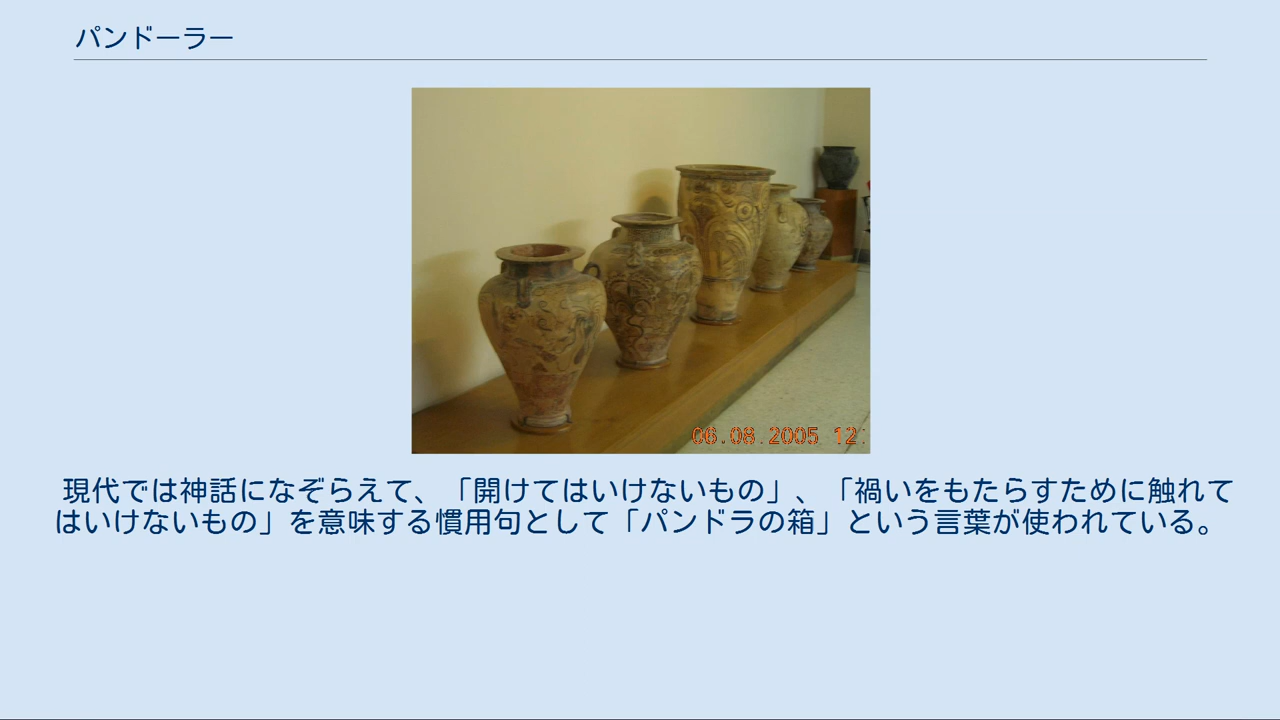 パンドーラー
06.08.2005 12:
現代では神話になぞらえて、「開けてはいけないもの」、「禍いをもたらすために触れて
はいけないもの」を意味する慣用句として「パンドラの箱」という言葉が使われている。